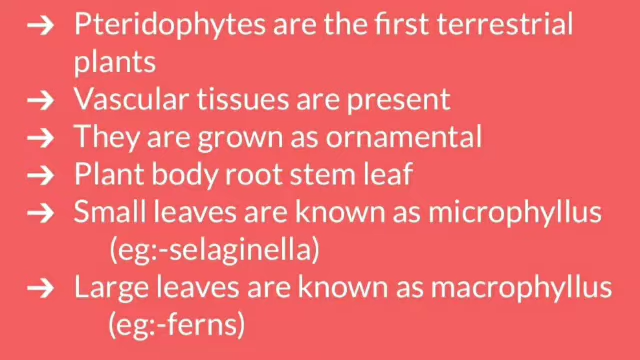 ➔ Pteridophytes are the first terrestrial
plants
➔ Vascular tissues are present
➔ They are grown as ornamental
➔ Plant body root stem leaf
➔ Small leaves are known as microphyllus
(eg:-selaginella)
➔ Large leaves are known as macrophyllus
(eg:-ferns)